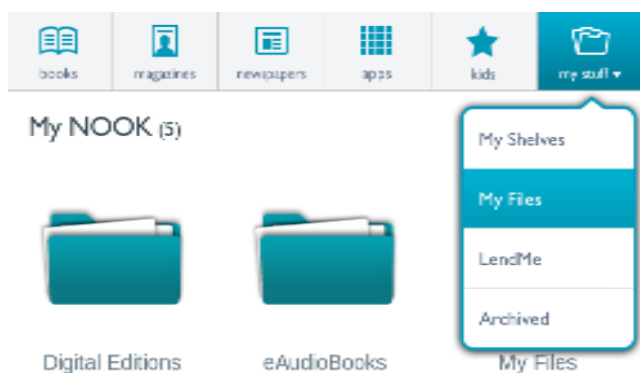 books magazines newspapers apps kids my stuff
My NOOK (5)
My Shelves
My Files
LendMe
Archived
Digital Editions eAudioBooks My Files